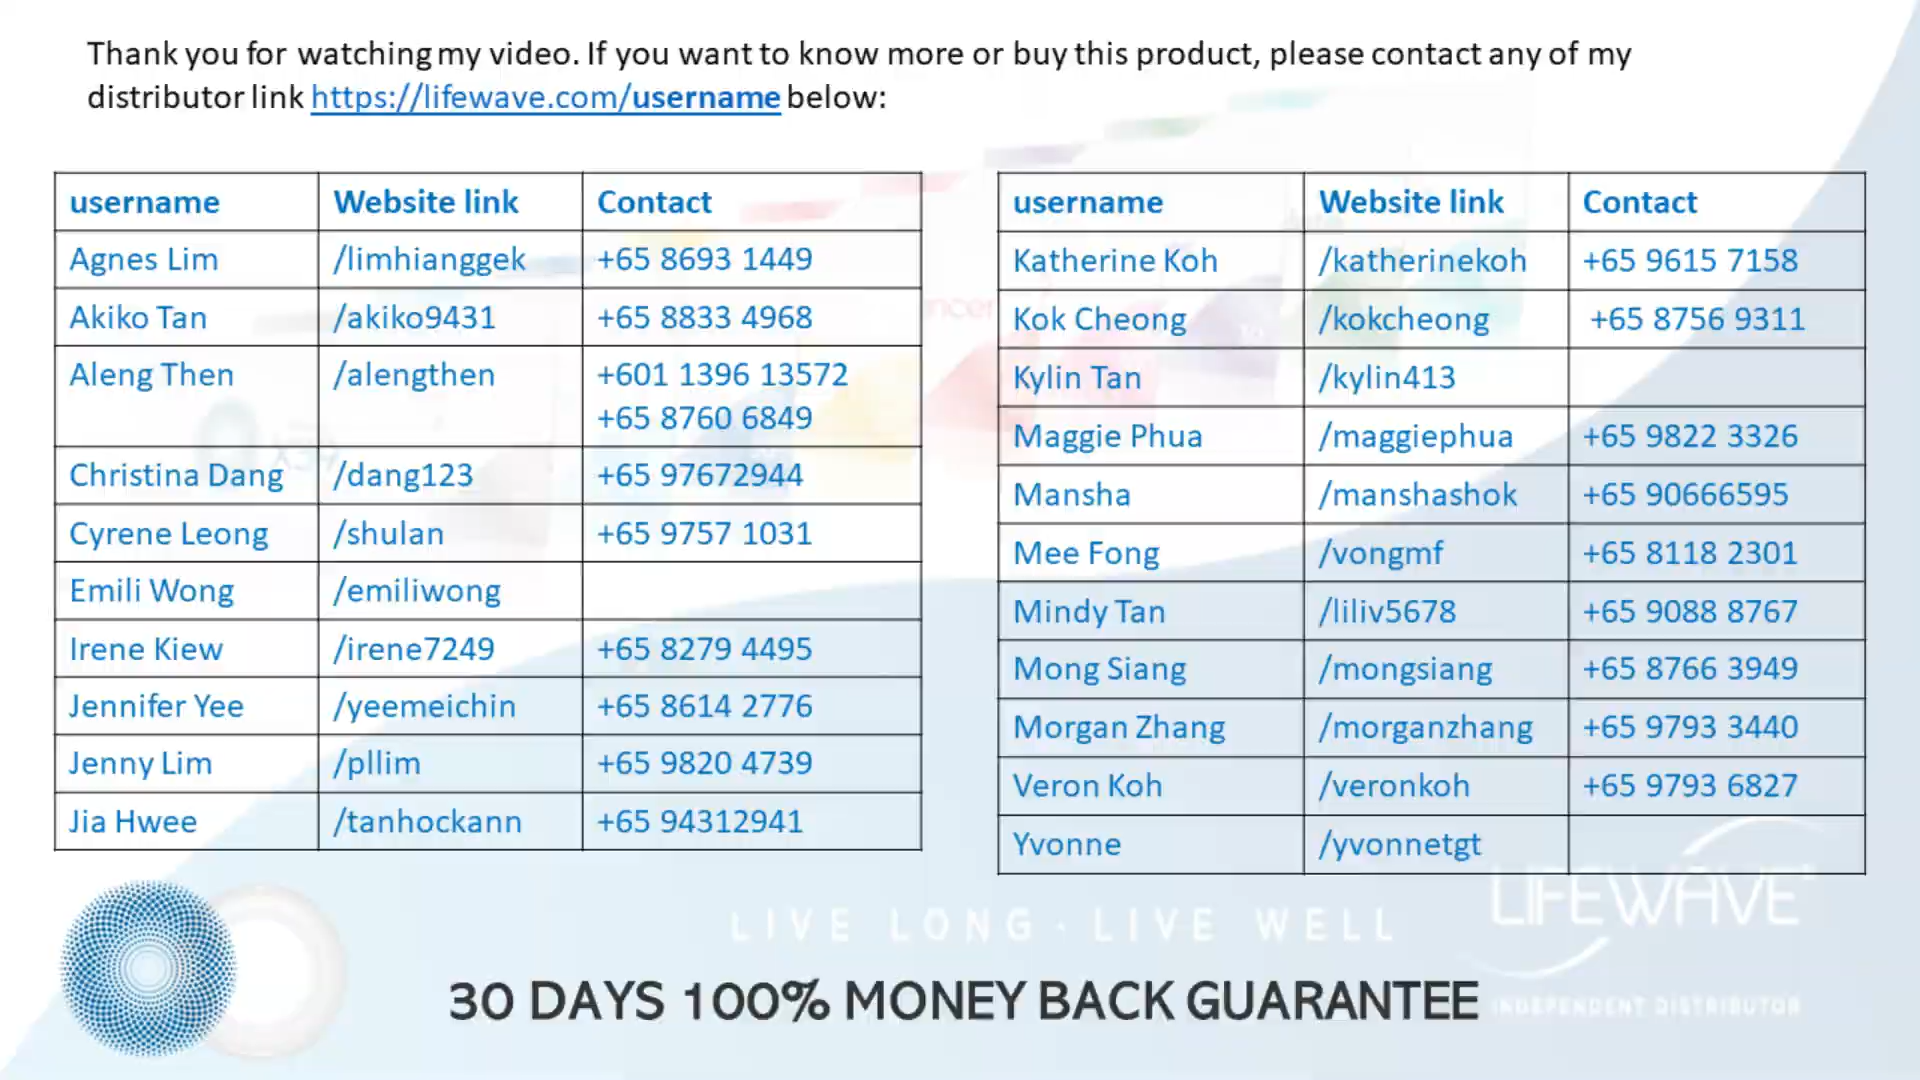 Thank you for watching my video. If you want to know more or buy this product, please contact any of my
distributor link https://lifewave.com/username below:
username Website link Contact
Agnes Lim /limhianggek +65 8693 1449
Akiko Tan /akiko9431 +65 8833 4968
Aleng Then /alengthen +601 1396 13572
+65 8760 6849
Christina Dang /dang123 +65 97672944
Cyrene Leong /shulan +65 9757 1031
Emili Wong /emiliwong
Irene Kiew /irene7249 +65 8279 4495
Jennifer Yee /yeemeichin +65 8614 2776
Jenny Lim /pllim +65 9820 4739
Jia Hwee /tanhockann +65 94312941
username Website link Contact
Katherine Koh /katherinekoh +65 9615 7158
Kok Cheong /kokcheong +65 8756 9311
Kylin Tan /kylin413
Maggie Phua /maggiephua +65 9822 3326
Mansha /manshashok +65 90666595
Mee Fong /vongmf +65 8118 2301
Mindy Tan /liliv5678 +65 9088 8767
Mong Siang /mongsiang +65 8766 3949
Morgan Zhang /morganzhang +65 9793 3440
Veron Koh /veronkoh +65 9793 6827
Yvonne /yvonnetgt
LIVE LONG · LIVE WELL
LIFEWAVE
INDEPENDENT DISTRIBUTOR
30 DAYS 100% MONEY BACK GUARANTEE